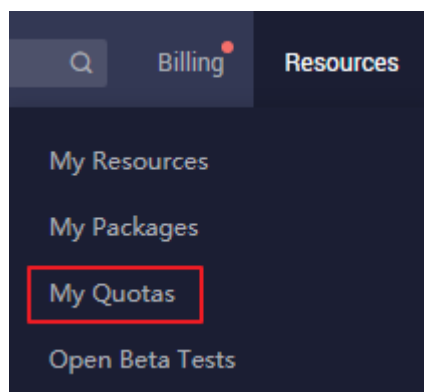 Billing Resources
My Resources
My Packages
My Quotas
Open Beta Tests